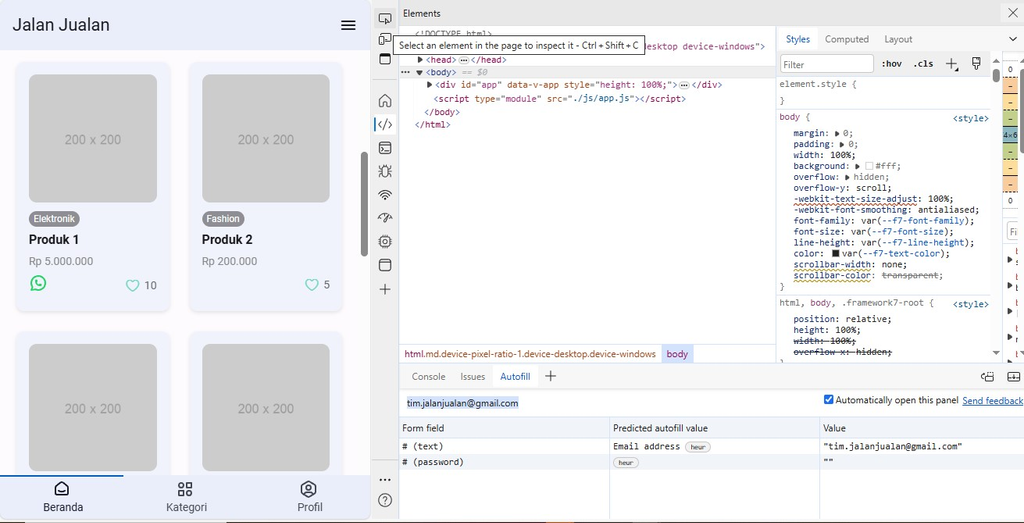 Jalan Jualan
200 x 200
200 x 200
Elektronik
Fashion
Produk 1
Produk 2
Rp 5.000.000
Rp 200.000
10
5
200 x 200
200 x 200
Beranda
Kategori
Profil
Elements
<!DOCTYPE html>
Select an element in the page to inspect it - Ctrl + Shift + C
esktop device-windows">
<head> </head>
<body> == $0
<div id="app" data-v-app style="height: 100%;"> </div>
<script type="module" src="./js/app.js"></script>
</body>
</html>
html.md.device-pixel-ratio-1.device-desktop.device-windows
body
Styles
Computed
Layout
Filter
:hov
.cls
element.style {
}
body {
<style>
margin: 0;
padding: 0;
width: 100%;
background: #fff;
overflow: hidden;
overflow-y: scroll;
-webkit-text-size-adjust: 100%;
-webkit-font-smoothing: antialiased;
font-family: var(--f7-font-family);
font-size: var(--f7-font-size);
line-height: var(--f7-line-height);
color: var(--f7-text-color);
scrollbar-width: none;
scrollbar-color: transparent;
}
html, body, .framework7-root {
<style>
position: relative;
height: 100%;
width: 100%;
overflow-x: hidden;
0
-
-
-
4×6
-
-
-
0
Fi
Console
Issues
Autofill
tim.jalanjualan@gmail.com
Automatically open this panel
Send feedback
Form field
Predicted autofill value
Value
# (text)
Email address heur
"tim.jalanjualan@gmail.com"
# (password)
heur
""